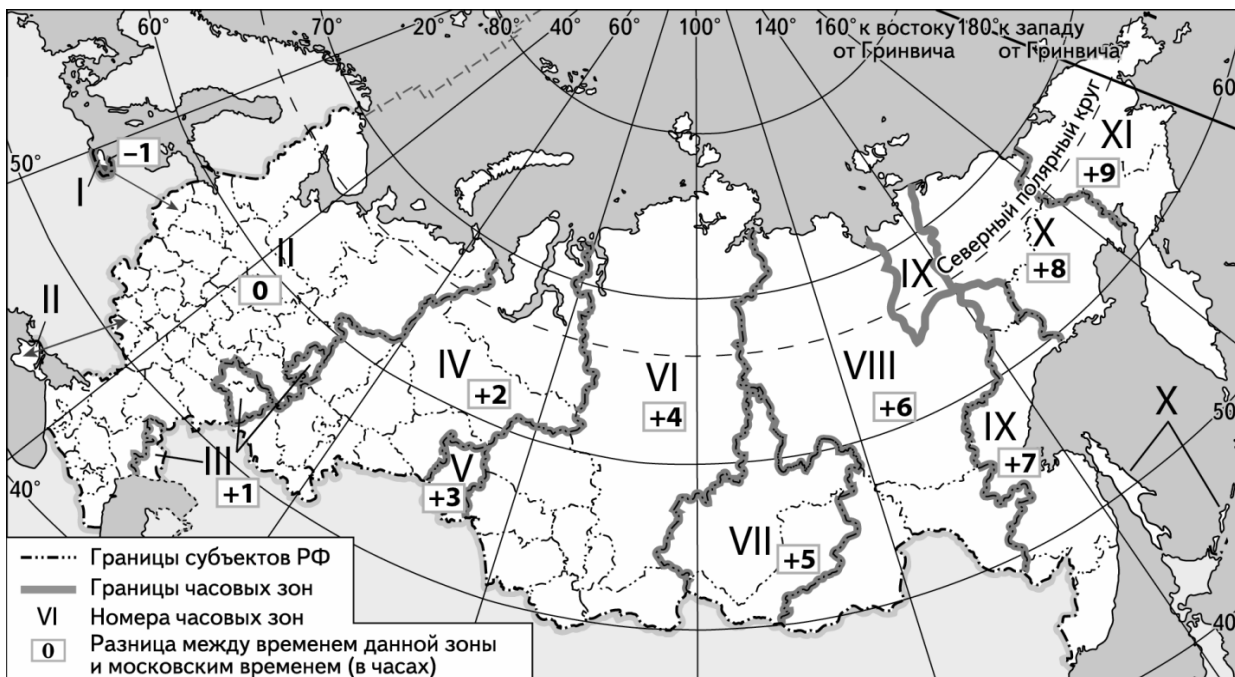 60° 70° 20° 80° 40° 100° 140° 160° к востоку от Гринвича 180° к западу от Гринвича
60°
50°
40°
50°
40°
Северный полярный круг
I
–1
II
II
0
III
+1
IV
+2
V
+3
VI
+4
VII
+5
VIII
+6
IX
IX
+7
X
+8
X
XI
+9
Границы субъектов РФ
Границы часовых зон
VI Номера часовых зон
0 Разница между временем данной зоны
и московским временем (в часах)